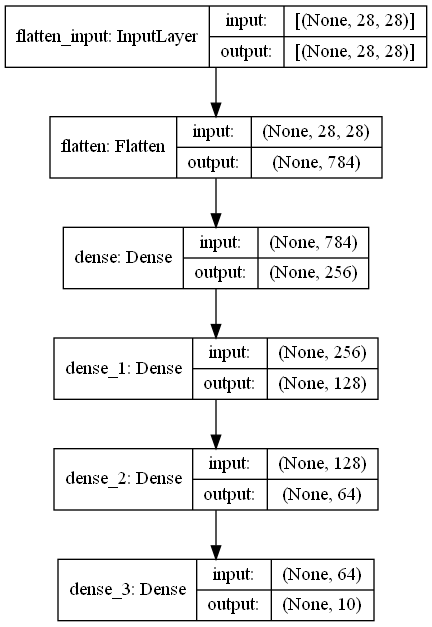 flatten_input: InputLayer input: [(None, 28, 28)]
output: [(None, 28, 28)]
flatten: Flatten input: (None, 28, 28)
output: (None, 784)
dense: Dense input: (None, 784)
output: (None, 256)
dense_1: Dense input: (None, 256)
output: (None, 128)
dense_2: Dense input: (None, 128)
output: (None, 64)
dense_3: Dense input: (None, 64)
output: (None, 10)